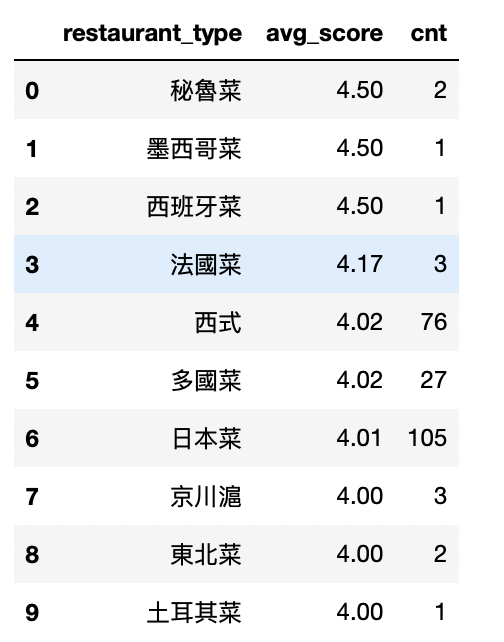 restaurant_type avg_score cnt
0 秘魯菜 4.50 2
1 墨西哥菜 4.50 1
2 西班牙菜 4.50 1
3 法國菜 4.17 3
4 西式 4.02 76
5 多國菜 4.02 27
6 日本菜 4.01 105
7 京川滬 4.00 3
8 東北菜 4.00 2
9 土耳其菜 4.00 1